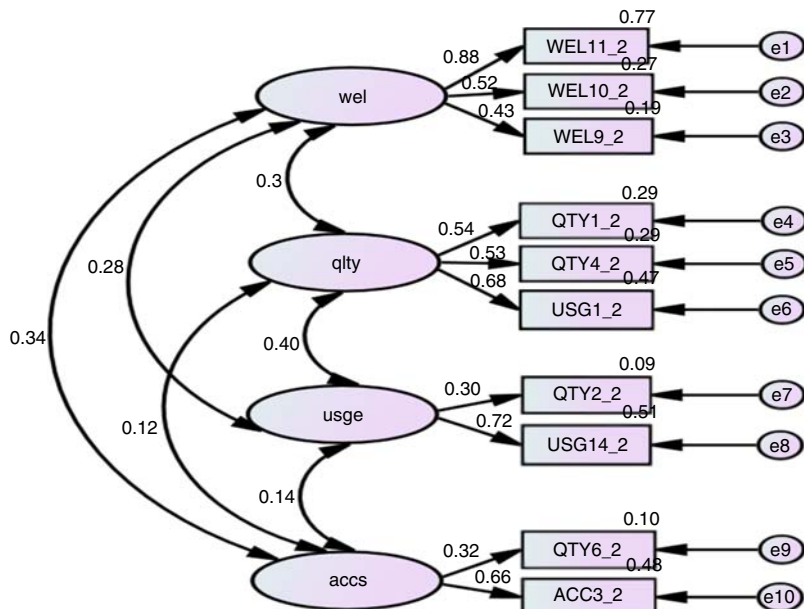 0.77
0.88
WEL11_2
e1
0.27
wel
0.52
WEL10_2
e2
0.19
0.43
WEL9_2
e3
0.3
0.29
0.54
QTY1_2
e4
0.29
0.28
qlty
0.53
QTY4_2
e5
0.47
0.68
USG1_2
e6
0.34
0.40
0.09
0.30
QTY2_2
e7
0.51
0.12
usge
0.72
USG14_2
e8
0.14
0.10
0.32
QTY6_2
e9
0.43
accs
0.66
ACC3_2
e10